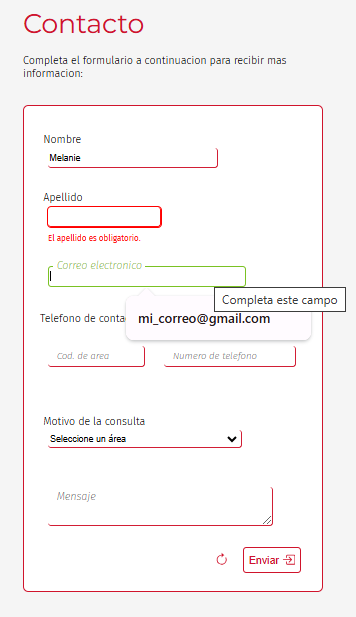 Contacto
Completa el formulario a continuacion para recibir mas
informacion:
Nombre
Melanie
Apellido
El apellido es obligatorio.
Correo electronico
Completa este campo
Telefono de conta
mi_correo@gmail.com
Cod. de area
Numero de telefono
Motivo de la consulta
Seleccione un área
Mensaje
Enviar